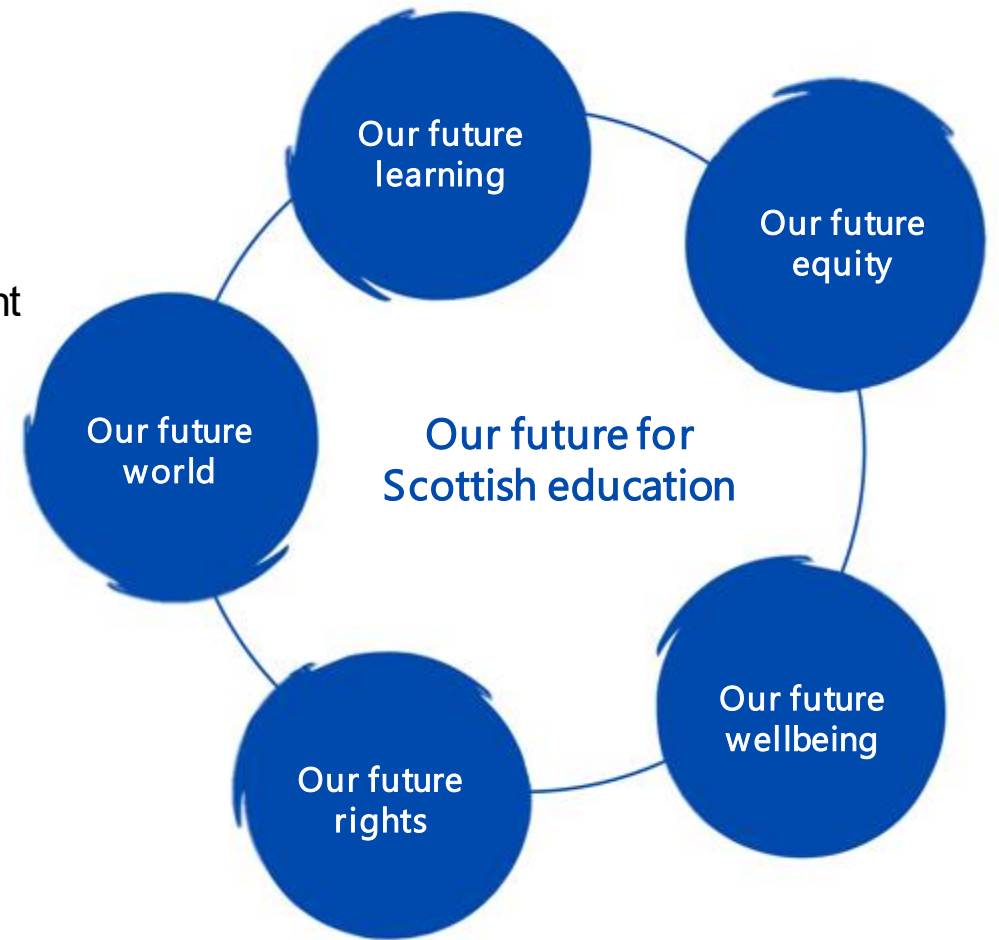 Our future
learning
Our future
equity
nt
Our future
world
Our future for
Scottish education
Our future
wellbeing
Our future
rights